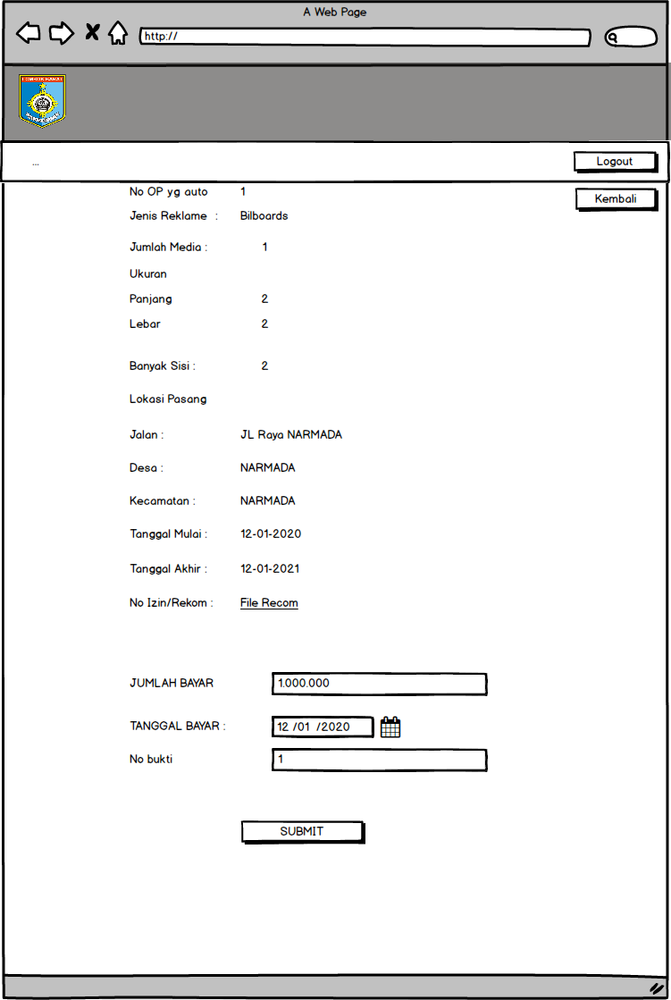 A Web Page
http://
LOMBOK BARAT
...
Logout
No OP yg auto 1
Kembali
Jenis Reklame : Bilboards
Jumlah Media : 1
Ukuran
Panjang 2
Lebar 2
Banyak Sisi : 2
Lokasi Pasang
Jalan : JL Raya NARMADA
Desa : NARMADA
Kecamatan : NARMADA
Tanggal Mulai : 12-01-2020
Tanggal Akhir : 12-01-2021
No Izin/Rekom : File Recom
JUMLAH BAYAR 1.000.000
TANGGAL BAYAR : 12 /01 /2020
No bukti 1
SUBMIT